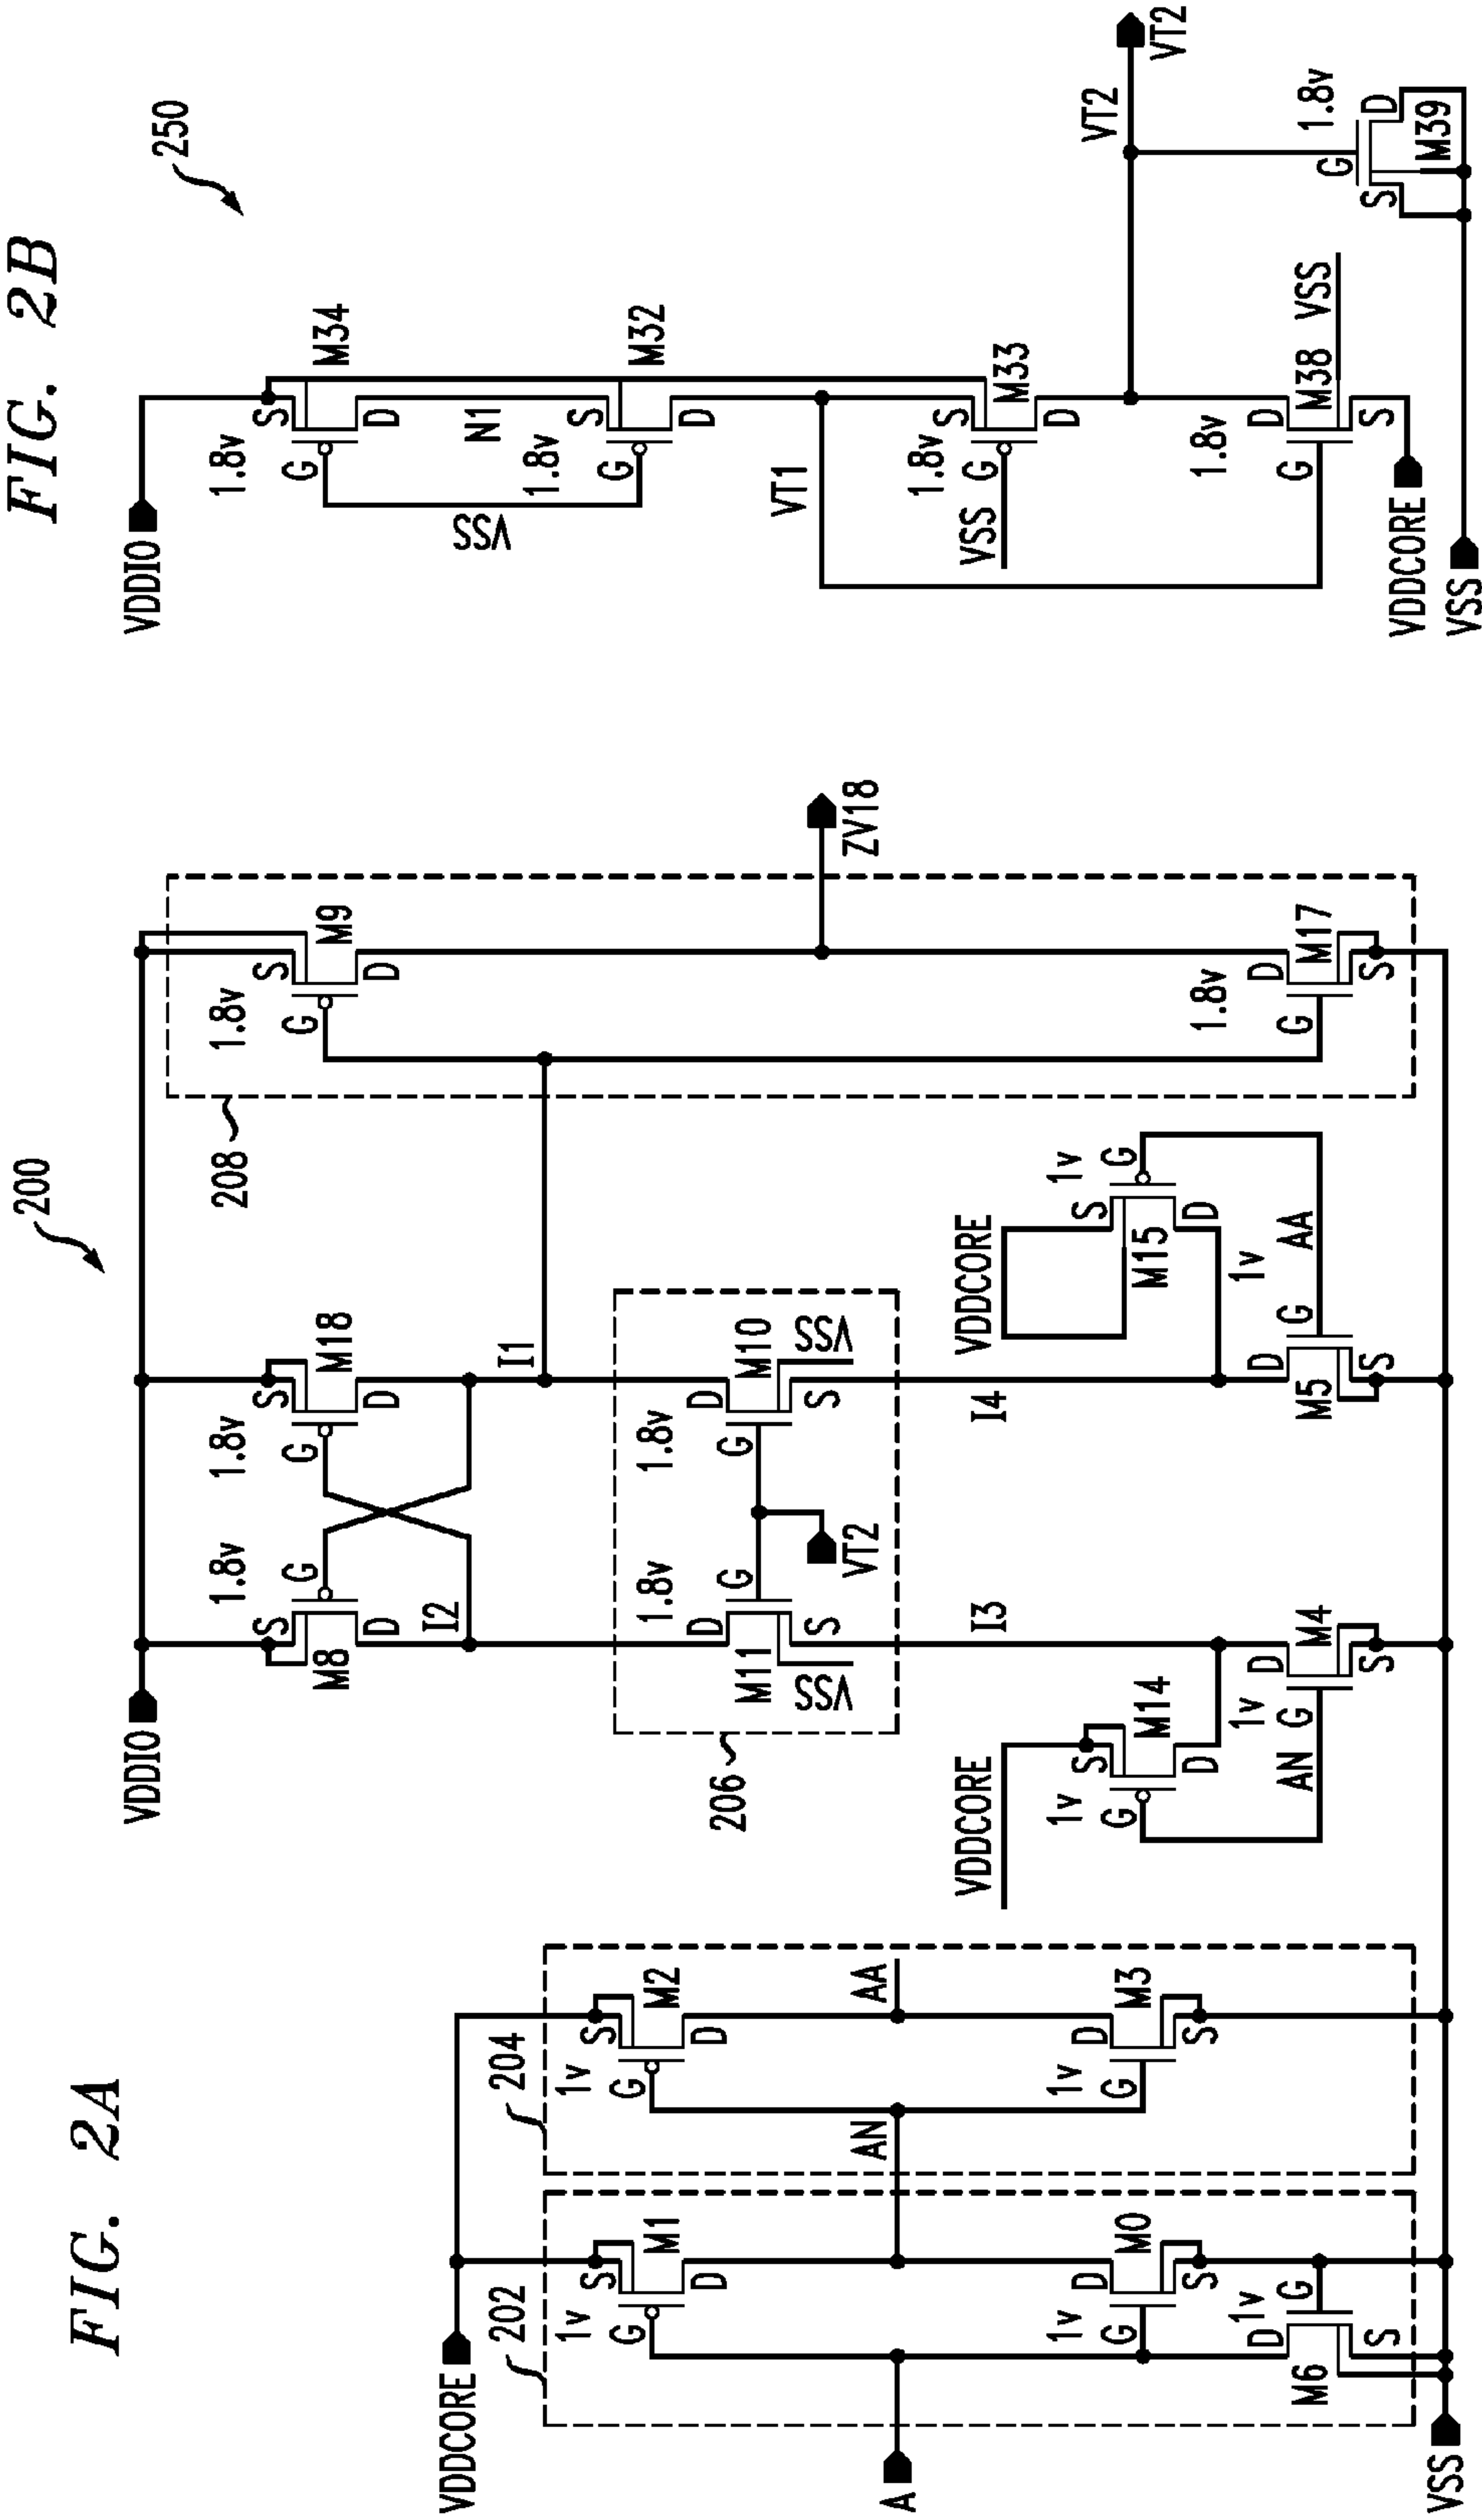 FIG. 2A
200
VDDCORE
202
1v
S
G
M1
D
A
1v
D
G
M0
S
1v
D
G
M6
S
VSS
204
1v
S
G
M2
D
AN
AA
1v
D
G
M3
S
VDDIO
1.8v
S
G
M8
D
I2
1.8v
S
G
M18
D
I1
206
1.8v
D
G
M11
S
VSS
VT2
1.8v
D
G
M10
S
VSS
I3
I4
VDDCORE
1v
S
G
M14
D
1v
AN
G
D
M4
S
VDDCORE
1v
S
G
M15
D
1v
AA
G
D
M5
S
208
1.8v
S
G
M9
D
ZV18
1.8v
D
G
M17
S
FIG. 2B
250
VDDIO
1.8v
S
G
M34
D
N1
VSS
1.8v
S
G
M32
D
VT1
1.8v
S
VSS
G
M33
D
VT2
VT2
1.8v
D
G
M38
VSS
S
VDDCORE
1.8v
G
S
D
M39
VSS